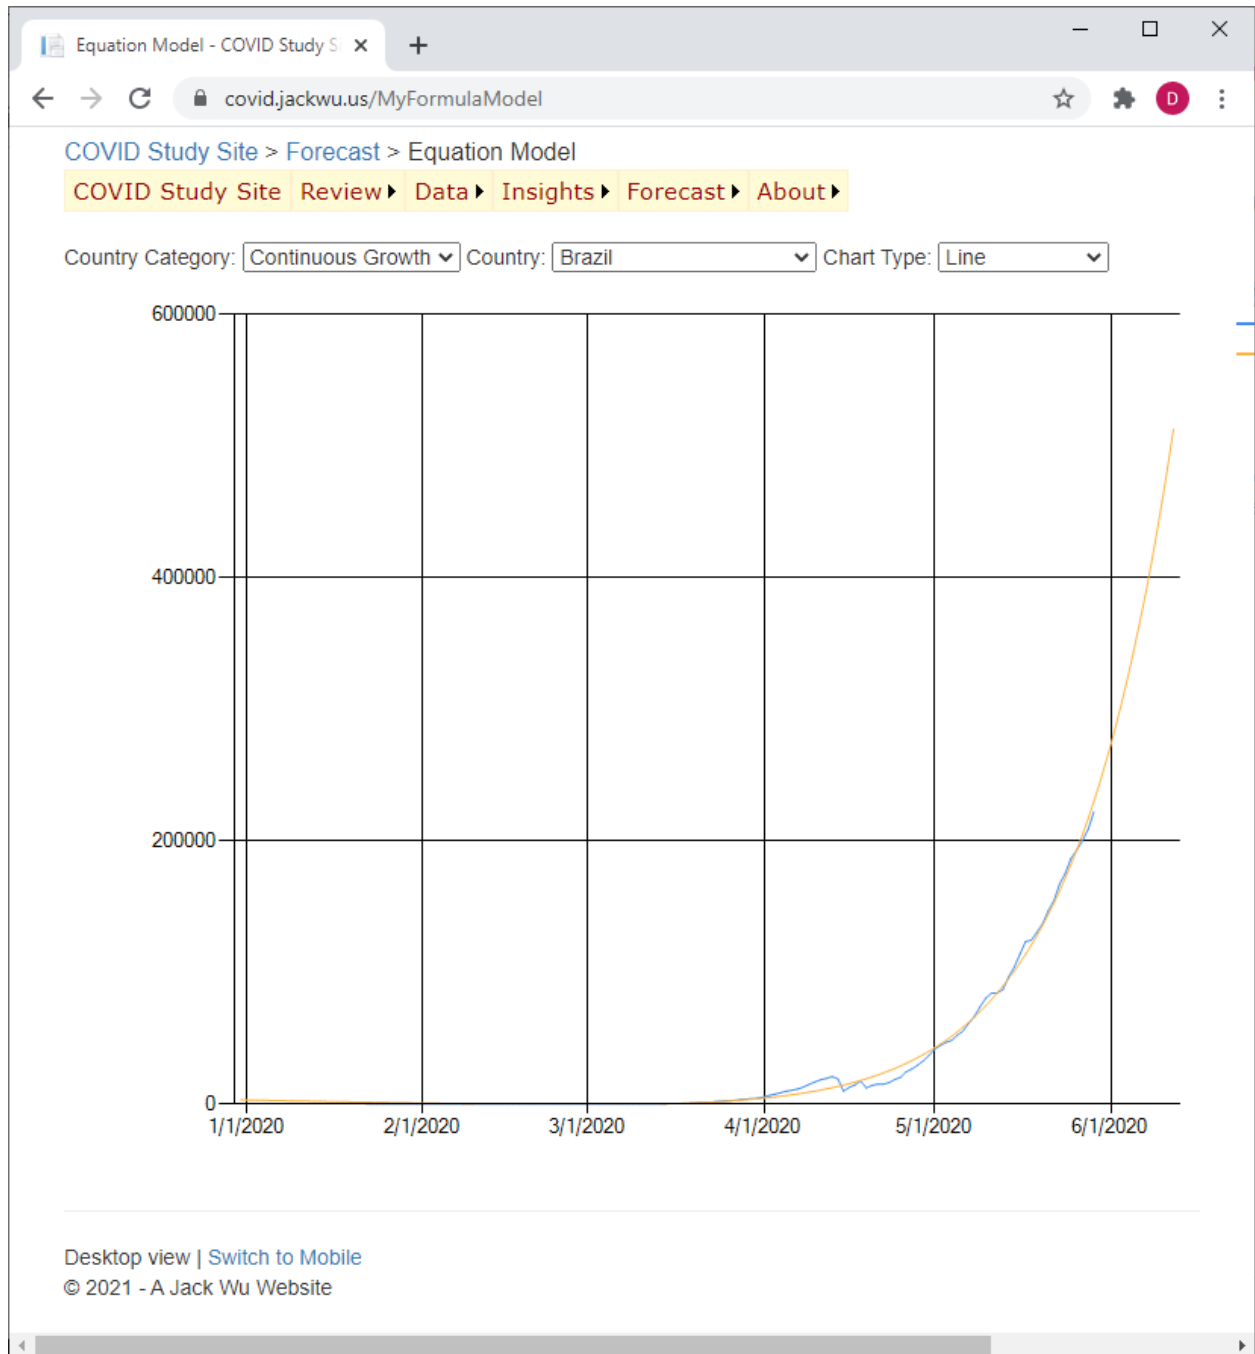 Equation Model - COVID Study S
covid.jackwu.us/MyFormulaModel
D
COVID Study Site > Forecast > Equation Model
COVID Study Site Review Data Insights Forecast About
Country Category: Continuous Growth Country: Brazil Chart Type: Line
600000
400000
200000
0
1/1/2020 2/1/2020 3/1/2020 4/1/2020 5/1/2020 6/1/2020
Desktop view | Switch to Mobile
© 2021 - A Jack Wu Website